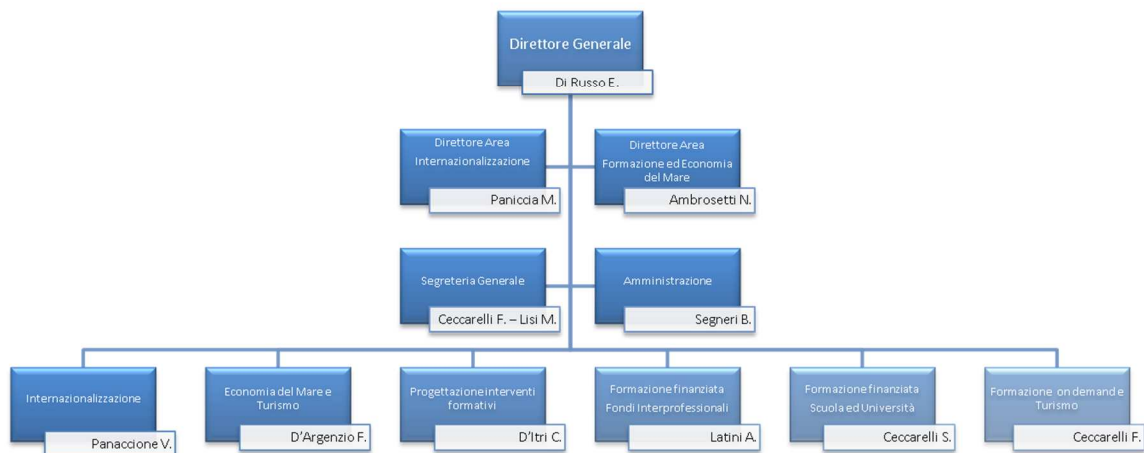 Direttore Generale
Di Russo E.
Direttore Area
Internazionalizzazione
Paniccia M.
Direttore Area
Formazione ed Economia
del Mare
Ambrosetti N.
Segreteria Generale
Ceccarelli F. – Lisi M.
Amministrazione
Segneri B.
Internazionalizzazione
Panaccione V.
Economia del Mare e
Turismo
D'Argenzio F.
Progettazione interventi
formativi
D'Itri C.
Formazione finanziata
Fondi Interprofessionali
Latini A.
Formazione finanziata
Scuola ed Università
Ceccarelli S.
Formazione on demand e
Turismo
Ceccarelli F.